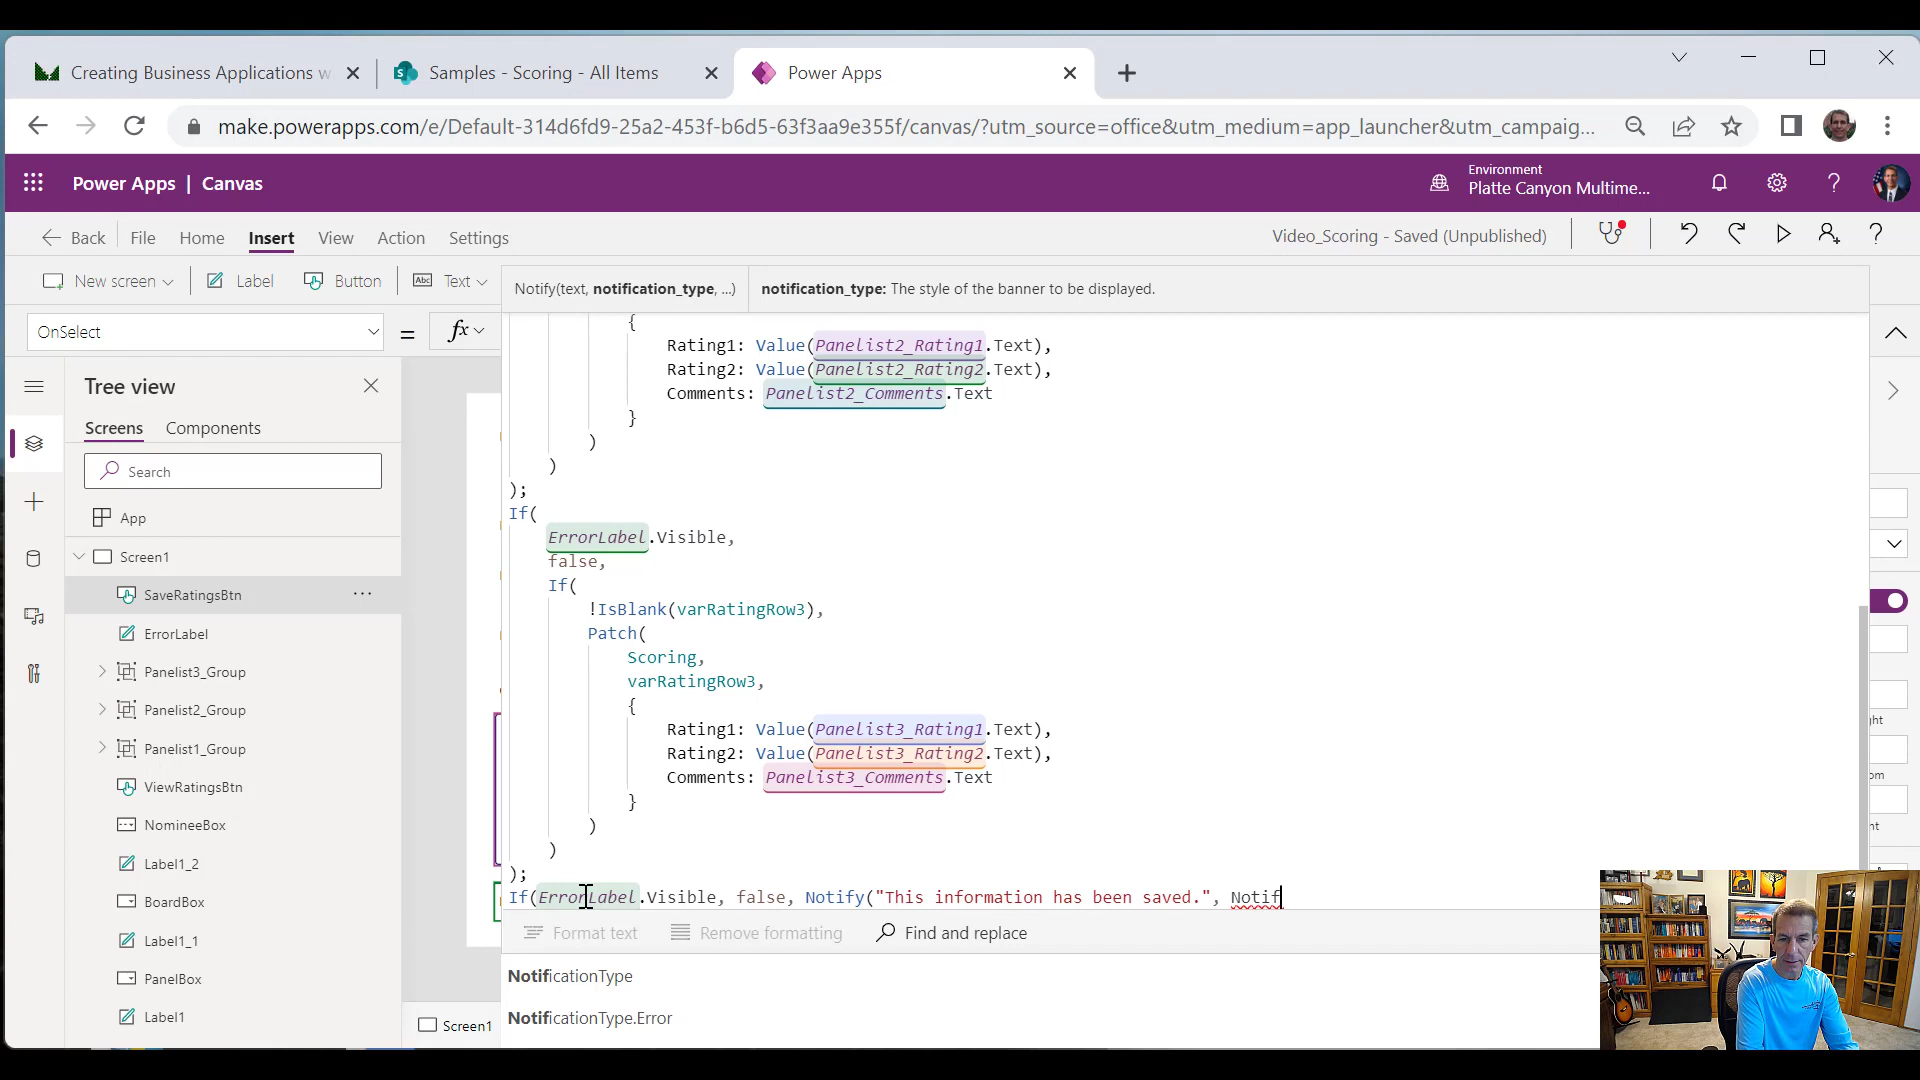 Creating Business Applications w
Samples - Scoring - All Items
Power Apps
make.powerapps.com/e/Default-314d6fd9-25a2-453f-b6d5-63f3aa9e355f/canvas/?utm_source=office&utm_medium=app_launcher&utm_campaig...
Power Apps | Canvas
Environment
Platte Canyon Multime...
Back
File
Home
Insert
View
Action
Settings
Video_Scoring - Saved (Unpublished)
New screen
Label
Button
Abc
Text
Notify(text, notification_type, ...)
notification_type: The style of the banner to be displayed.
OnSelect
=
fx
Tree view
Screens
Components
Search
App
Screen1
SaveRatingsBtn
ErrorLabel
Panelist3_Group
Panelist2_Group
Panelist1_Group
ViewRatingsBtn
NomineeBox
Label1_2
BoardBox
Label1_1
PanelBox
Label1
{
Rating1: Value(Panelist2_Rating1.Text),
Rating2: Value(Panelist2_Rating2.Text),
Comments: Panelist2_Comments.Text
}
)
)
);
If(
ErrorLabel.Visible,
false,
If(
!IsBlank(varRatingRow3),
Patch(
Scoring,
varRatingRow3,
{
Rating1: Value(Panelist3_Rating1.Text),
Rating2: Value(Panelist3_Rating2.Text),
Comments: Panelist3_Comments.Text
}
)
)
);
If(ErrorLabel.Visible, false, Notify("This information has been saved.", Notif
Format text
Remove formatting
Find and replace
NotificationType
NotificationType.Error
Screen1
ght
om
nt